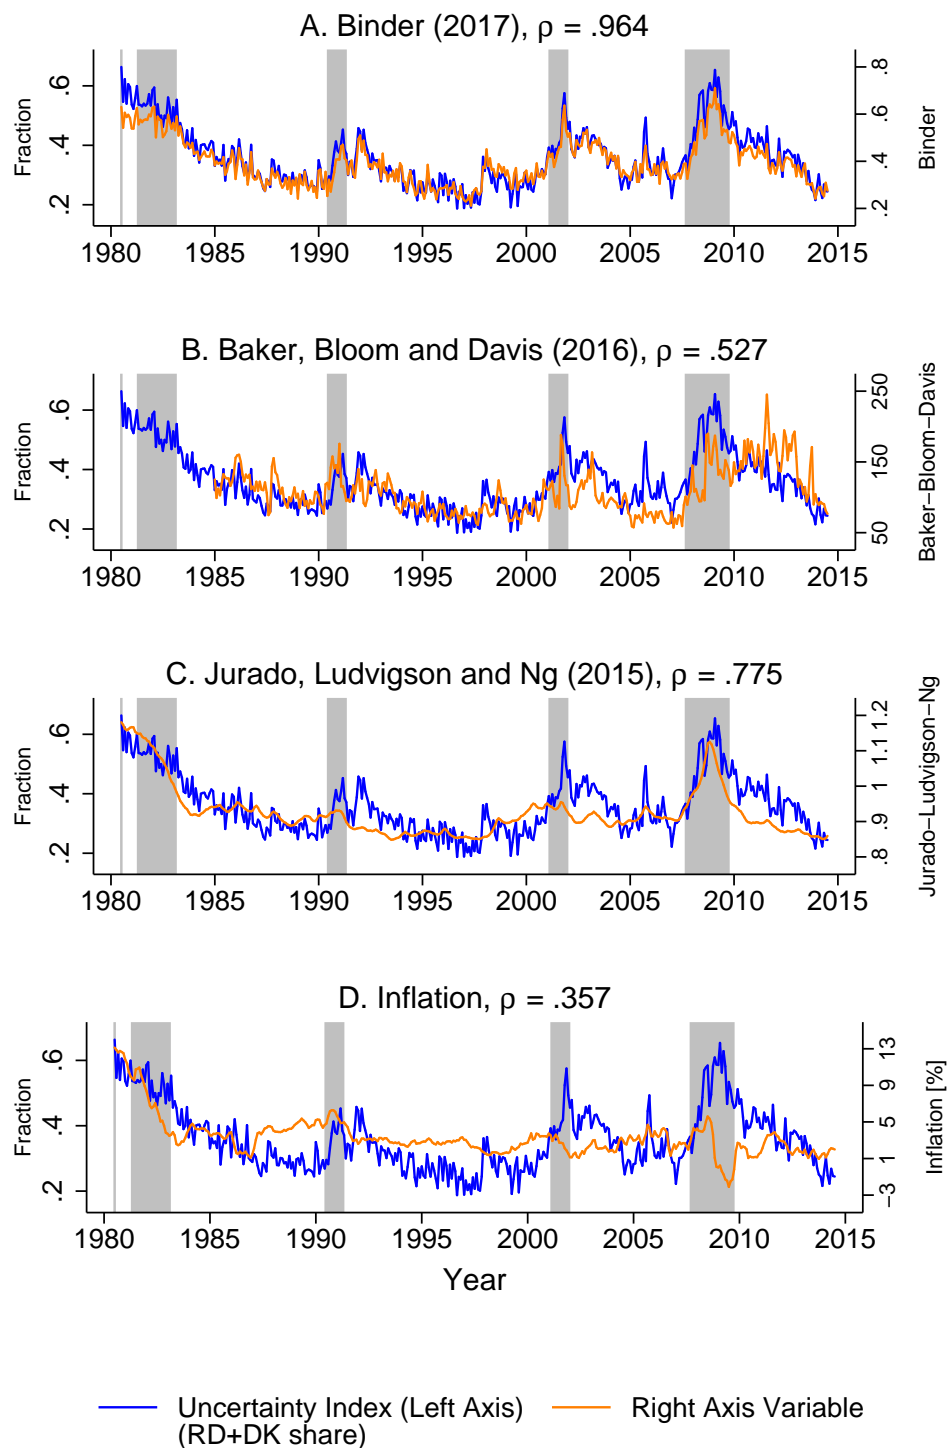 A. Binder (2017), ρ = .964
Fraction
.2 .4 .6
.2 .4 .6 .8
Binder
1980 1985 1990 1995 2000 2005 2010 2015
B. Baker, Bloom and Davis (2016), ρ = .527
Fraction
.2 .4 .6
50 150 250
Baker−Bloom−Davis
1980 1985 1990 1995 2000 2005 2010 2015
C. Jurado, Ludvigson and Ng (2015), ρ = .775
Fraction
.2 .4 .6
.8 .9 1 1.1 1.2
Jurado−Ludvigson−Ng
1980 1985 1990 1995 2000 2005 2010 2015
D. Inflation, ρ = .357
Fraction
.2 .4 .6
−3 1 5 9 13
Inflation [%]
1980 1985 1990 1995 2000 2005 2010 2015
Year
Uncertainty Index (Left Axis)
(RD+DK share)
Right Axis Variable